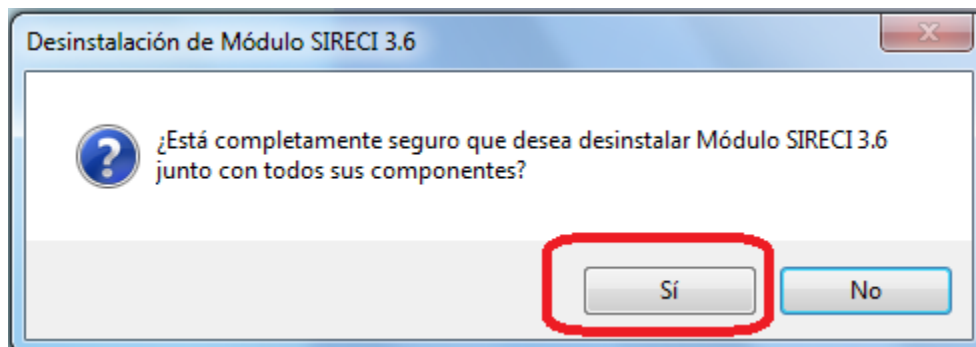 Desinstalación de Módulo SIRECI 3.6
¿Está completamente seguro que desea desinstalar Módulo SIRECI 3.6
junto con todos sus componentes?
Sí
No